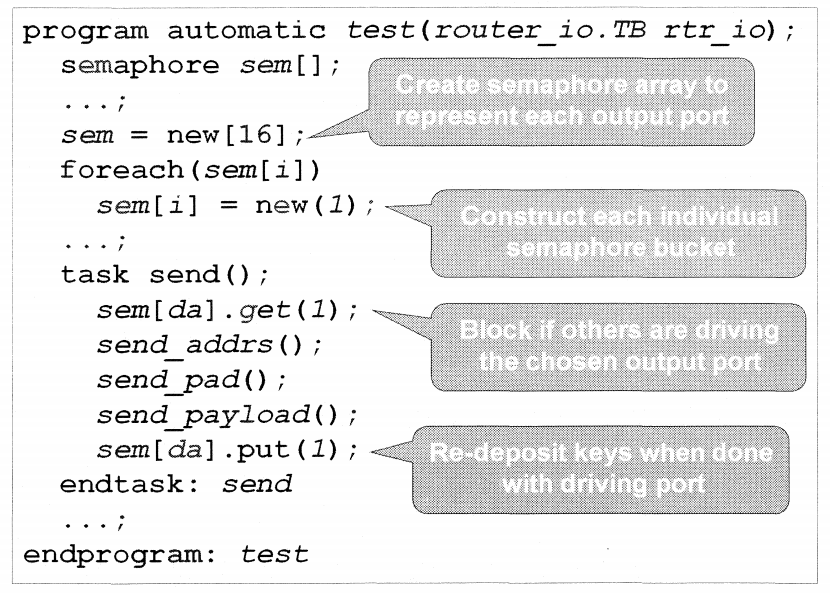 program automatic test(router_io.TB rtr_io);
semaphore sem[];
...;
Create semaphore array to
represent each output port
sem = new[16];
foreach(sem[i])
sem[i] = new(1);
Construct each individual
semaphore bucket
...;
task send();
sem[da].get(1);
Block if others are driving
the chosen output port
send_addrs();
send_pad();
send_payload();
sem[da].put(1);
Re-deposit keys when done
with driving port
endtask: send
...;
endprogram: test